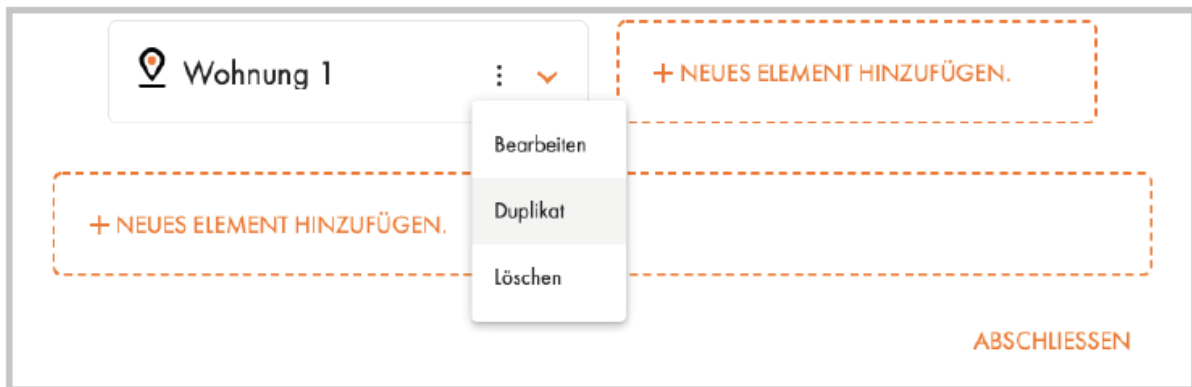 Wohnung 1
+ NEUES ELEMENT HINZUFÜGEN.
Bearbeiten
Duplikat
Löschen
+ NEUES ELEMENT HINZUFÜGEN.
ABSCHLIESSEN